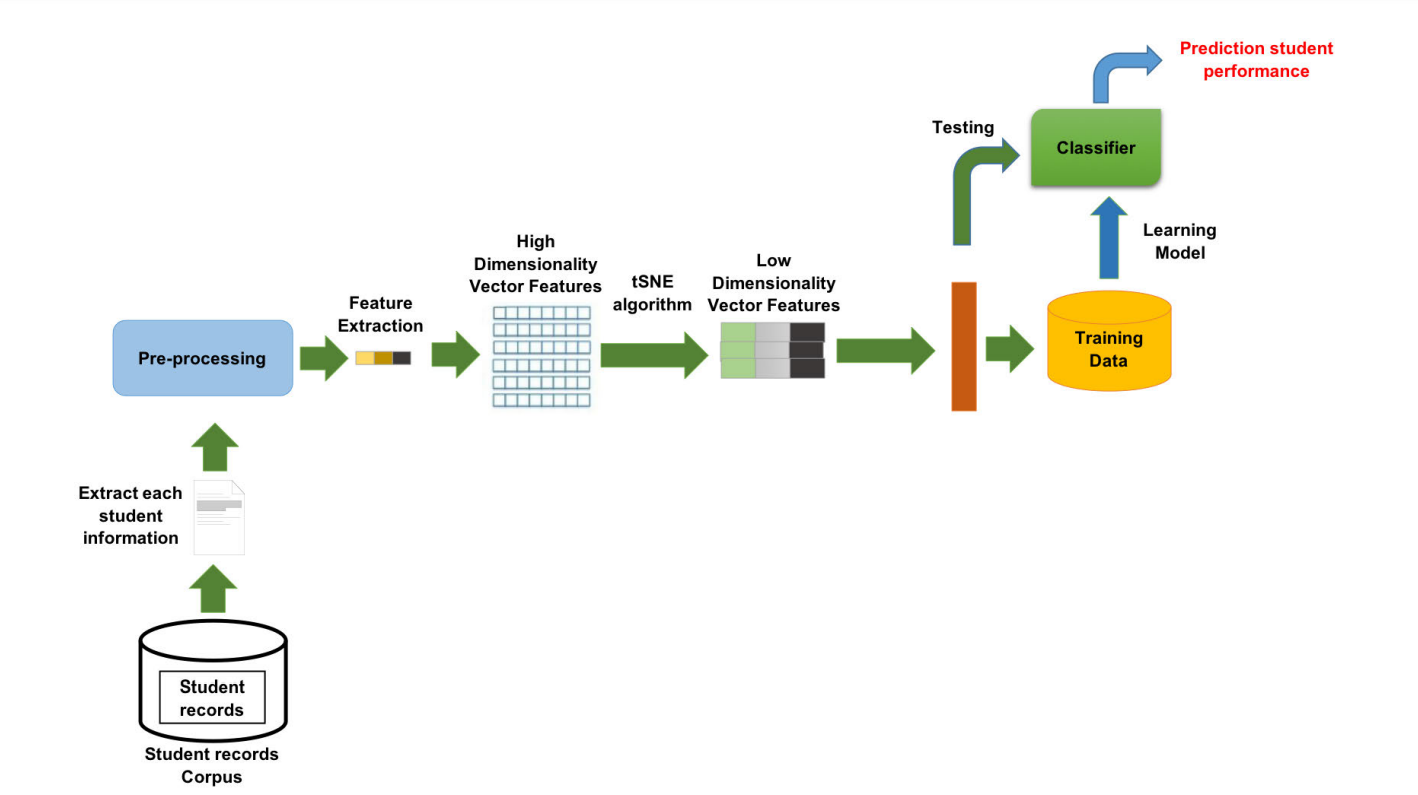 Prediction student
performance
Testing
Classifier
Learning
Model
High
Dimensionality
Vector Features
tSNE
algorithm
Low
Dimensionality
Vector Features
Feature
Extraction
Pre-processing
Training
Data
Extract each
student
information
Student
records
Student records
Corpus